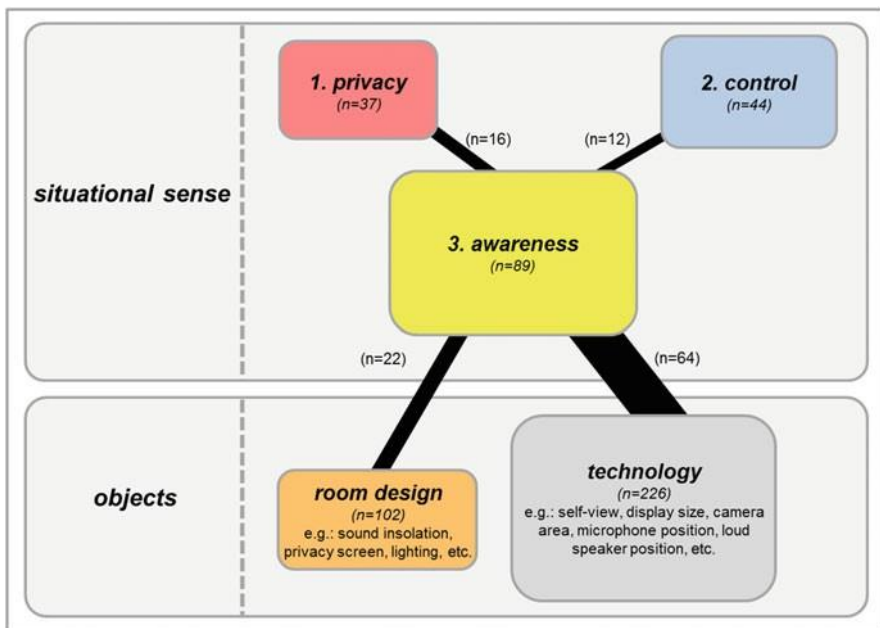 1. privacy
(n=37)
2. control
(n=44)
(n=16)
(n=12)
situational sense
3. awareness
(n=89)
(n=22)
(n=64)
objects
room design
(n=102)
e.g.: sound insolation,
privacy screen, lighting, etc.
technology
(n=226)
e.g.: self-view, display size, camera
area, microphone position, loud
speaker position, etc.